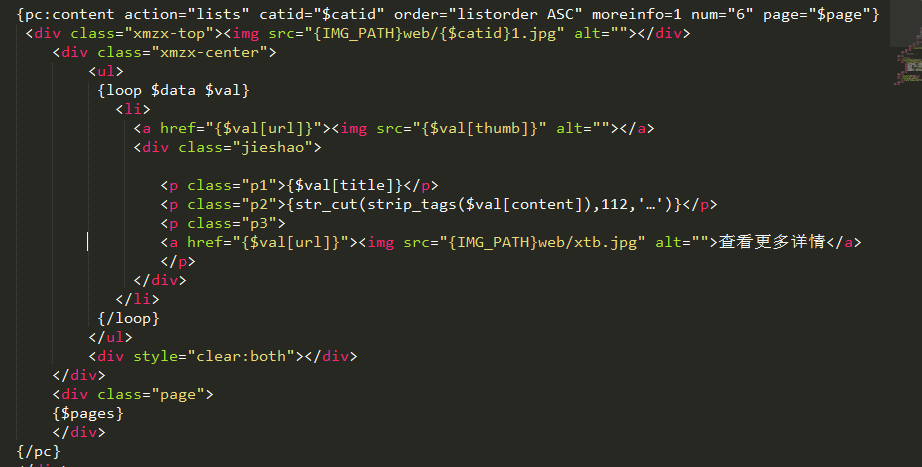 {pc:content action="lists" catid="$catid" order="listorder ASC" moreinfo=1 num="6" page="$page"}
<div class="xmzx-top"><img src="{IMG_PATH}web/{$catid}1.jpg" alt=""></div>
<div class="xmzx-center">
<ul>
{loop $data $val}
<li>
<a href="{$val[url]}"><img src="{$val[thumb]}" alt=""></a>
<div class="jieshao">
<p class="p1">{$val[title]}</p>
<p class="p2">{str_cut(strip_tags($val[content]),112,'…')}</p>
<p class="p3">
<a href="{$val[url]}"><img src="{IMG_PATH}web/xtb.jpg" alt="">查看更多详情</a>
</p>
</div>
</li>
{/loop}
</ul>
<div style="clear:both"></div>
</div>
<div class="page">
{$pages}
</div>
{/pc}